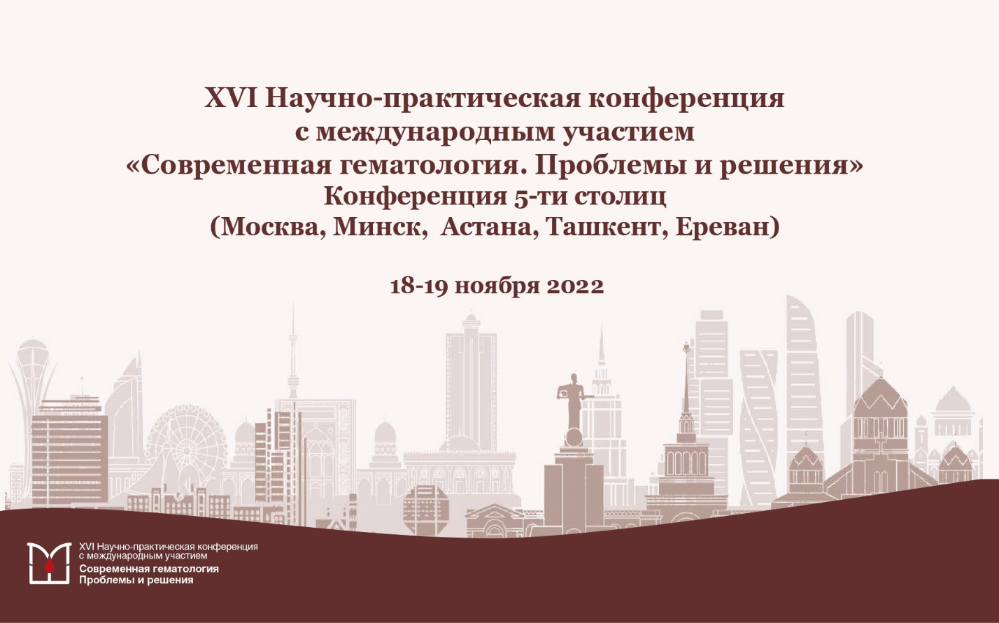 XVI Научно-практическая конференция
с международным участием
«Современная гематология. Проблемы и решения»
Конференция 5-ти столиц
(Москва, Минск, Астана, Ташкент, Ереван)
18-19 ноября 2022
XVI Научно-практическая конференция
с международным участием
Современная гематология
Проблемы и решения